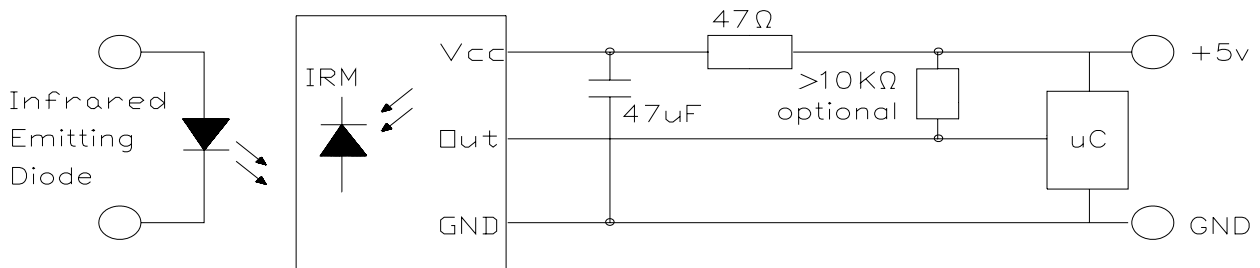 Infrared
Emitting
Diode
IRM
Vcc
Out
GND
47Ω
47uF
>10KΩ
optional
uC
+5v
GND